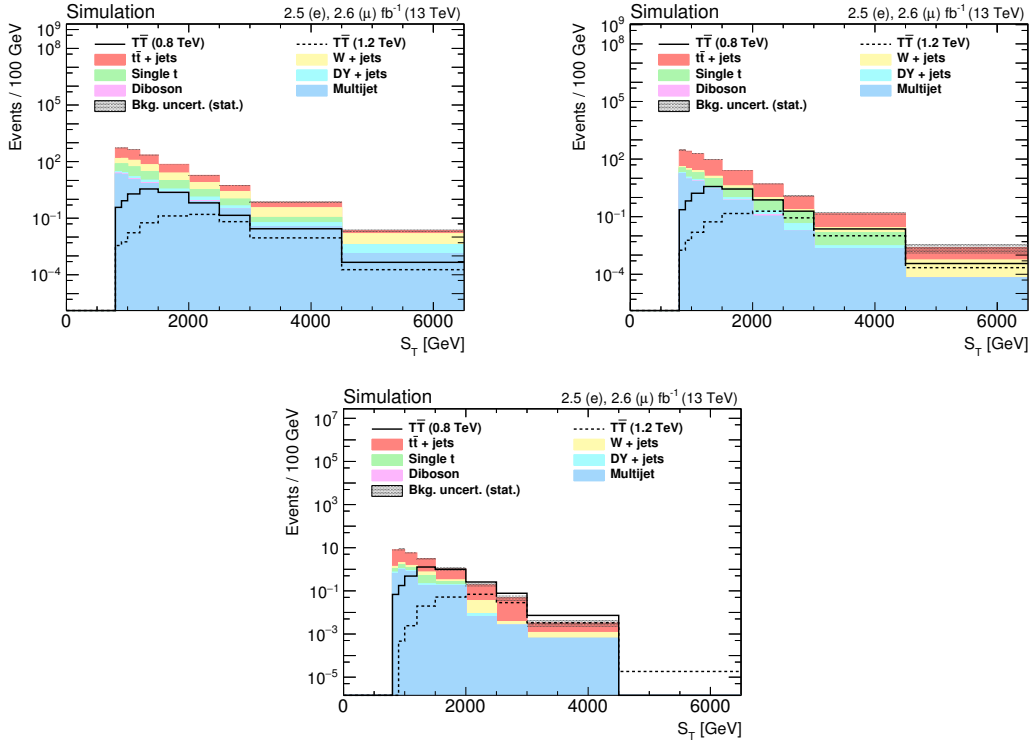 Simulation 2.5 (e), 2.6 (μ) fb⁻¹ (13 TeV)
10⁹
TT̅ (0.8 TeV) TT̅ (1.2 TeV)
tt̅ + jets W + jets
Single t DY + jets
Diboson Multijet
Bkg. uncert. (stat.)
10⁷
10⁵
10³
10²
10⁻¹
10⁻⁴
Events / 100 GeV
0 2000 4000 6000
S_T [GeV]
Simulation 2.5 (e), 2.6 (μ) fb⁻¹ (13 TeV)
10⁹
TT̅ (0.8 TeV) TT̅ (1.2 TeV)
tt̅ + jets W + jets
Single t DY + jets
Diboson Multijet
Bkg. uncert. (stat.)
10⁸
10⁵
10²
10⁻¹
10⁻⁴
Events / 100 GeV
0 2000 4000 6000
S_T [GeV]
Simulation 2.5 (e), 2.6 (μ) fb⁻¹ (13 TeV)
10⁷
TT̅ (0.8 TeV) TT̅ (1.2 TeV)
tt̅ + jets W + jets
Single t DY + jets
Diboson Multijet
Bkg. uncert. (stat.)
10⁵
10³
10
10⁻¹
10⁻³
10⁻⁵
Events / 100 GeV
0 2000 4000 6000
S_T [GeV]